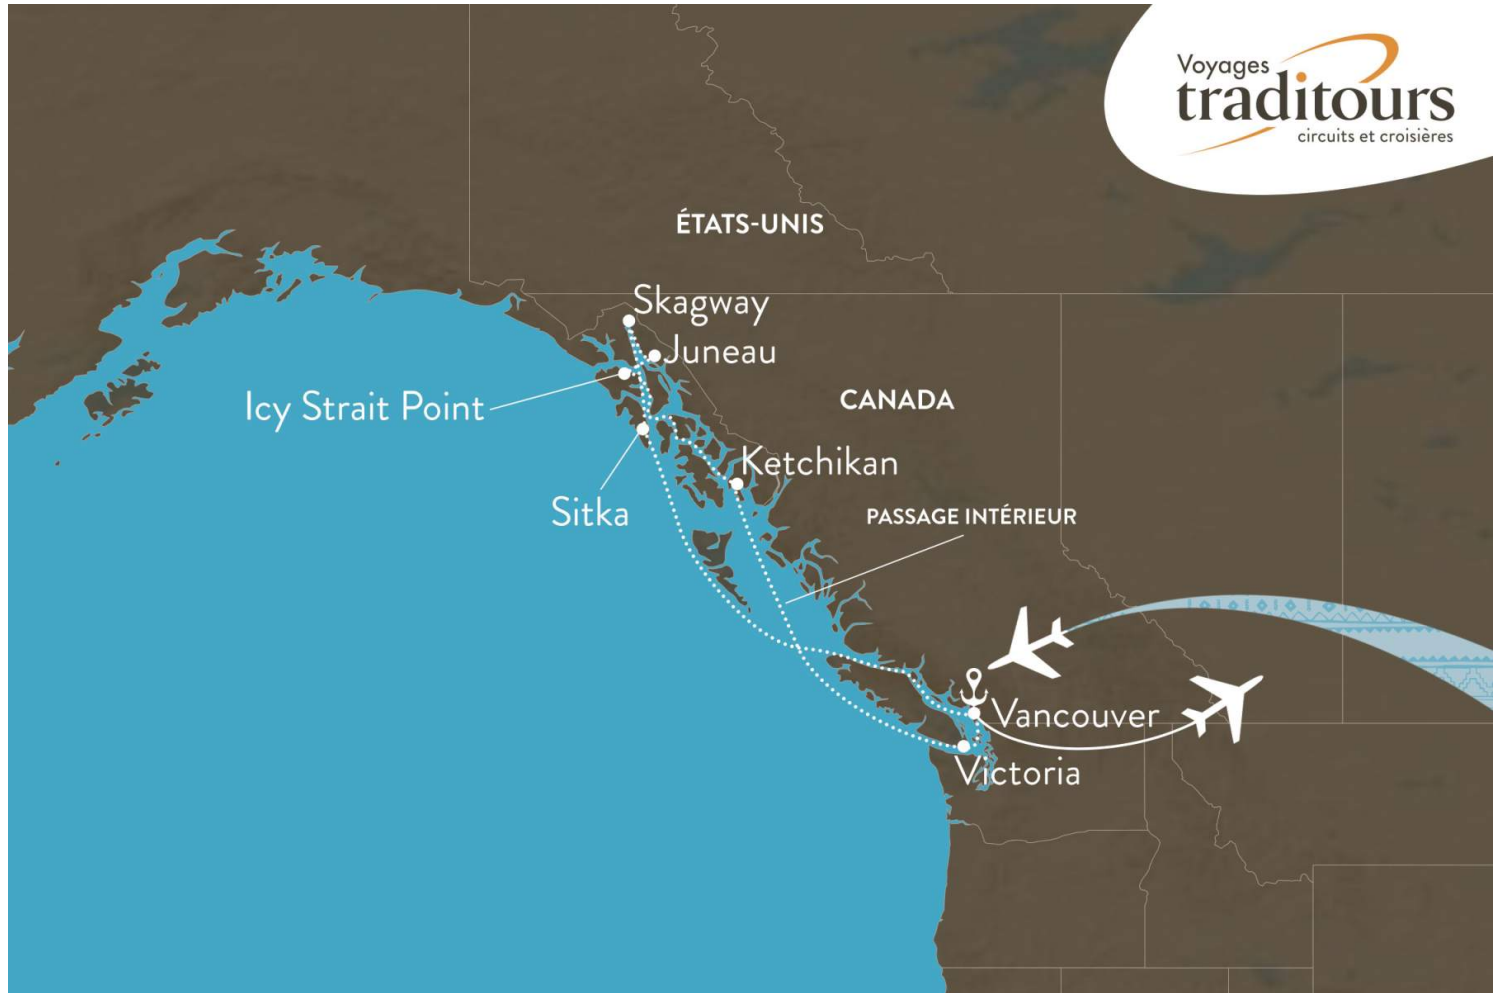 Voyages
traditours
circuits et croisières
ÉTATS-UNIS
Skagway
Juneau
Icy Strait Point
CANADA
Ketchikan
Sitka
PASSAGE INTÉRIEUR
Vancouver
Victoria